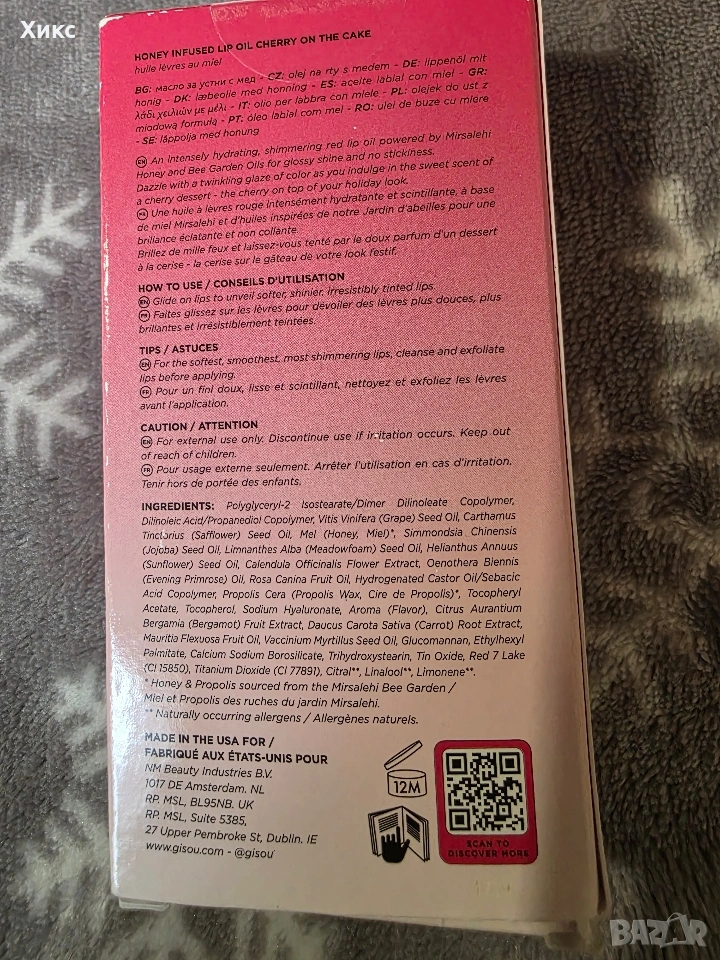 Хикс
HONEY INFUSED LIP OIL CHERRY ON THE CAKE
huile lèvres au miel
BG: масло за устни с мед - CZ: olej na rty s medem - DE: lippenöl mit
honig - DK: læbeolie med honning - ES: aceite labial con miel - GR:
λάδι χειλιών με μέλι - IT: olio per labbra con miele - PL: olejek do ust z
miodową formułą - PT: óleo labial com mel - RO: ulei de buze cu miere
- SE: läppolja med honung
EN An intensely hydrating, shimmering red lip oil powered by Mirsalehi
Honey and Bee Garden Oils for glossy shine and no stickiness.
Dazzle with a twinkling glaze of color as you indulge in the sweet scent of
a cherry dessert - the cherry on top of your holiday look.
FR Une huile à lèvres rouge intensément hydratante et scintillante, à base
de miel Mirsalehi et d'huiles inspirées de notre Jardin d'abeilles pour une
brillance éclatante et non collante.
Brillez de mille feux et laissez-vous tenté par le doux parfum d'un dessert
à la cerise - la cerise sur le gâteau de votre look festif.
HOW TO USE / CONSEILS D'UTILISATION
EN Glide on lips to unveil softer, shinier, irresistibly tinted lips.
FR Faites glissez sur les lèvres pour dévoiler des lèvres plus douces, plus
brillantes et irrésistiblement teintées.
TIPS / ASTUCES
EN For the softest, smoothest, most shimmering lips, cleanse and exfoliate
lips before applying.
FR Pour un fini doux, lisse et scintillant, nettoyez et exfoliez les lèvres
avant l'application.
CAUTION / ATTENTION
EN For external use only. Discontinue use if irritation occurs. Keep out
of reach of children.
FR Pour usage externe seulement. Arrêter l'utilisation en cas d'irritation.
Tenir hors de portée des enfants.
INGREDIENTS: Polyglyceryl-2 Isostearate/Dimer Dilinoleate Copolymer,
Dilinoleic Acid/Propanediol Copolymer, Vitis Vinifera (Grape) Seed Oil, Carthamus
Tinctorius (Safflower) Seed Oil, Mel (Honey, Miel)*, Simmondsia Chinensis
(Jojoba) Seed Oil, Limnanthes Alba (Meadowfoam) Seed Oil, Helianthus Annuus
(Sunflower) Seed Oil, Calendula Officinalis Flower Extract, Oenothera Biennis
(Evening Primrose) Oil, Rosa Canina Fruit Oil, Hydrogenated Castor Oil/Sebacic
Acid Copolymer, Propolis Cera (Propolis Wax, Cire de Propolis)*, Tocopheryl
Acetate, Tocopherol, Sodium Hyaluronate, Aroma (Flavor), Citrus Aurantium
Bergamia (Bergamot) Fruit Extract, Daucus Carota Sativa (Carrot) Root Extract,
Mauritia Flexuosa Fruit Oil, Vaccinium Myrtillus Seed Oil, Glucomannan, Ethylhexyl
Palmitate, Calcium Sodium Borosilicate, Trihydroxystearin, Tin Oxide, Red 7 Lake
(CI 15850), Titanium Dioxide (CI 77891), Citral**, Linalool**, Limonene**.
* Honey & Propolis sourced from the Mirsalehi Bee Garden /
Miel et Propolis des ruches du jardin Mirsalehi.
** Naturally occurring allergens / Allergènes naturels.
MADE IN THE USA FOR /
FABRIQUÉ AUX ÉTATS-UNIS POUR
NM Beauty Industries B.V.
1017 DE Amsterdam. NL
RP. MSL, BL95NB. UK
RP. MSL, Suite 5385,
27 Upper Pembroke St, Dublin. IE
www.gisou.com - @gisou
12M
SCAN TO
DISCOVER MORE
BAZAR